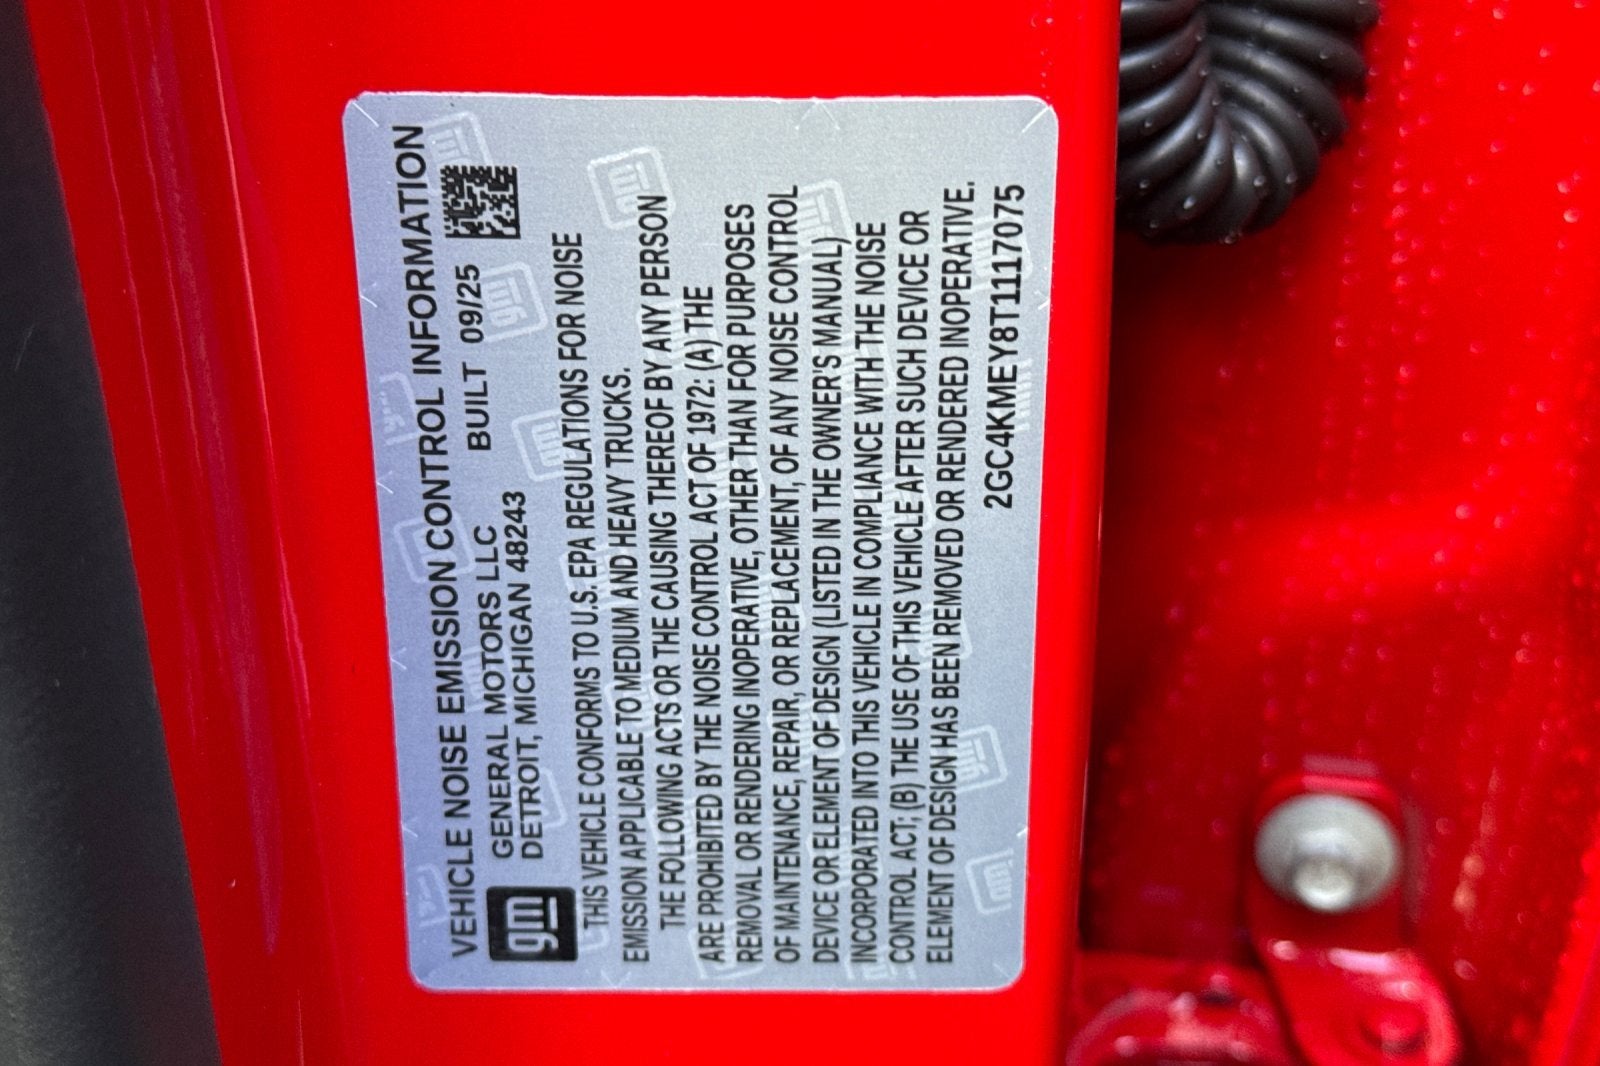 VEHICLE NOISE EMISSION CONTROL INFORMATION
gm
GENERAL MOTORS LLC BUILT 09/25
DETROIT, MICHIGAN 48243
THIS VEHICLE CONFORMS TO U.S. EPA REGULATIONS FOR NOISE
EMISSION APPLICABLE TO MEDIUM AND HEAVY TRUCKS.
THE FOLLOWING ACTS OR THE CAUSING THEREOF BY ANY PERSON
ARE PROHIBITED BY THE NOISE CONTROL ACT OF 1972: (A) THE
REMOVAL OR RENDERING INOPERATIVE, OTHER THAN FOR PURPOSES
OF MAINTENANCE, REPAIR, OR REPLACEMENT, OF ANY NOISE CONTROL
DEVICE OR ELEMENT OF DESIGN (LISTED IN THE OWNER'S MANUAL)
INCORPORATED INTO THIS VEHICLE IN COMPLIANCE WITH THE NOISE
CONTROL ACT; (B) THE USE OF THIS VEHICLE AFTER SUCH DEVICE OR
ELEMENT OF DESIGN HAS BEEN REMOVED OR RENDERED INOPERATIVE.
2GC4KMEY8T1117075